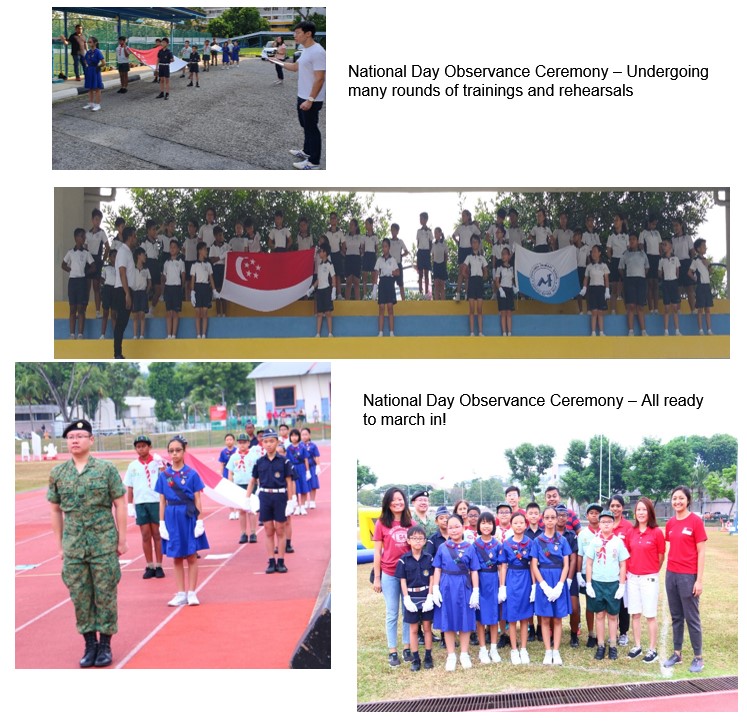 National Day Observance Ceremony – Undergoing
many rounds of trainings and rehearsals
National Day Observance Ceremony – All ready
to march in!